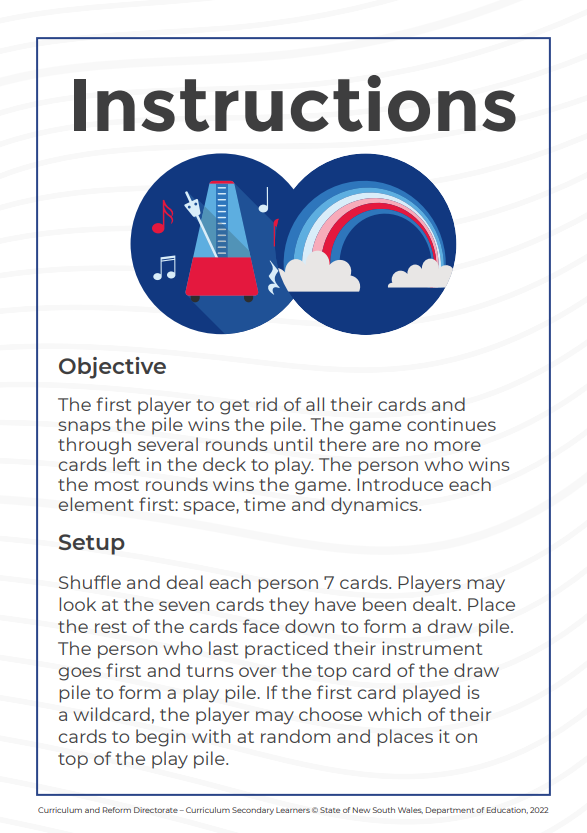 Instructions
Objective
The first player to get rid of all their cards and
snaps the pile wins the pile. The game continues
through several rounds until there are no more
cards left in the deck to play. The person who wins
the most rounds wins the game. Introduce each
element first: space, time and dynamics.
Setup
Shuffle and deal each person 7 cards. Players may
look at the seven cards they have been dealt. Place
the rest of the cards face down to form a draw pile.
The person who last practiced their instrument
goes first and turns over the top card of the draw
pile to form a play pile. If the first card played is
a wildcard, the player may choose which of their
cards to begin with at random and places it on
top of the play pile.
Curriculum and Reform Directorate – Curriculum Secondary Learners © State of New South Wales, Department of Education, 2022